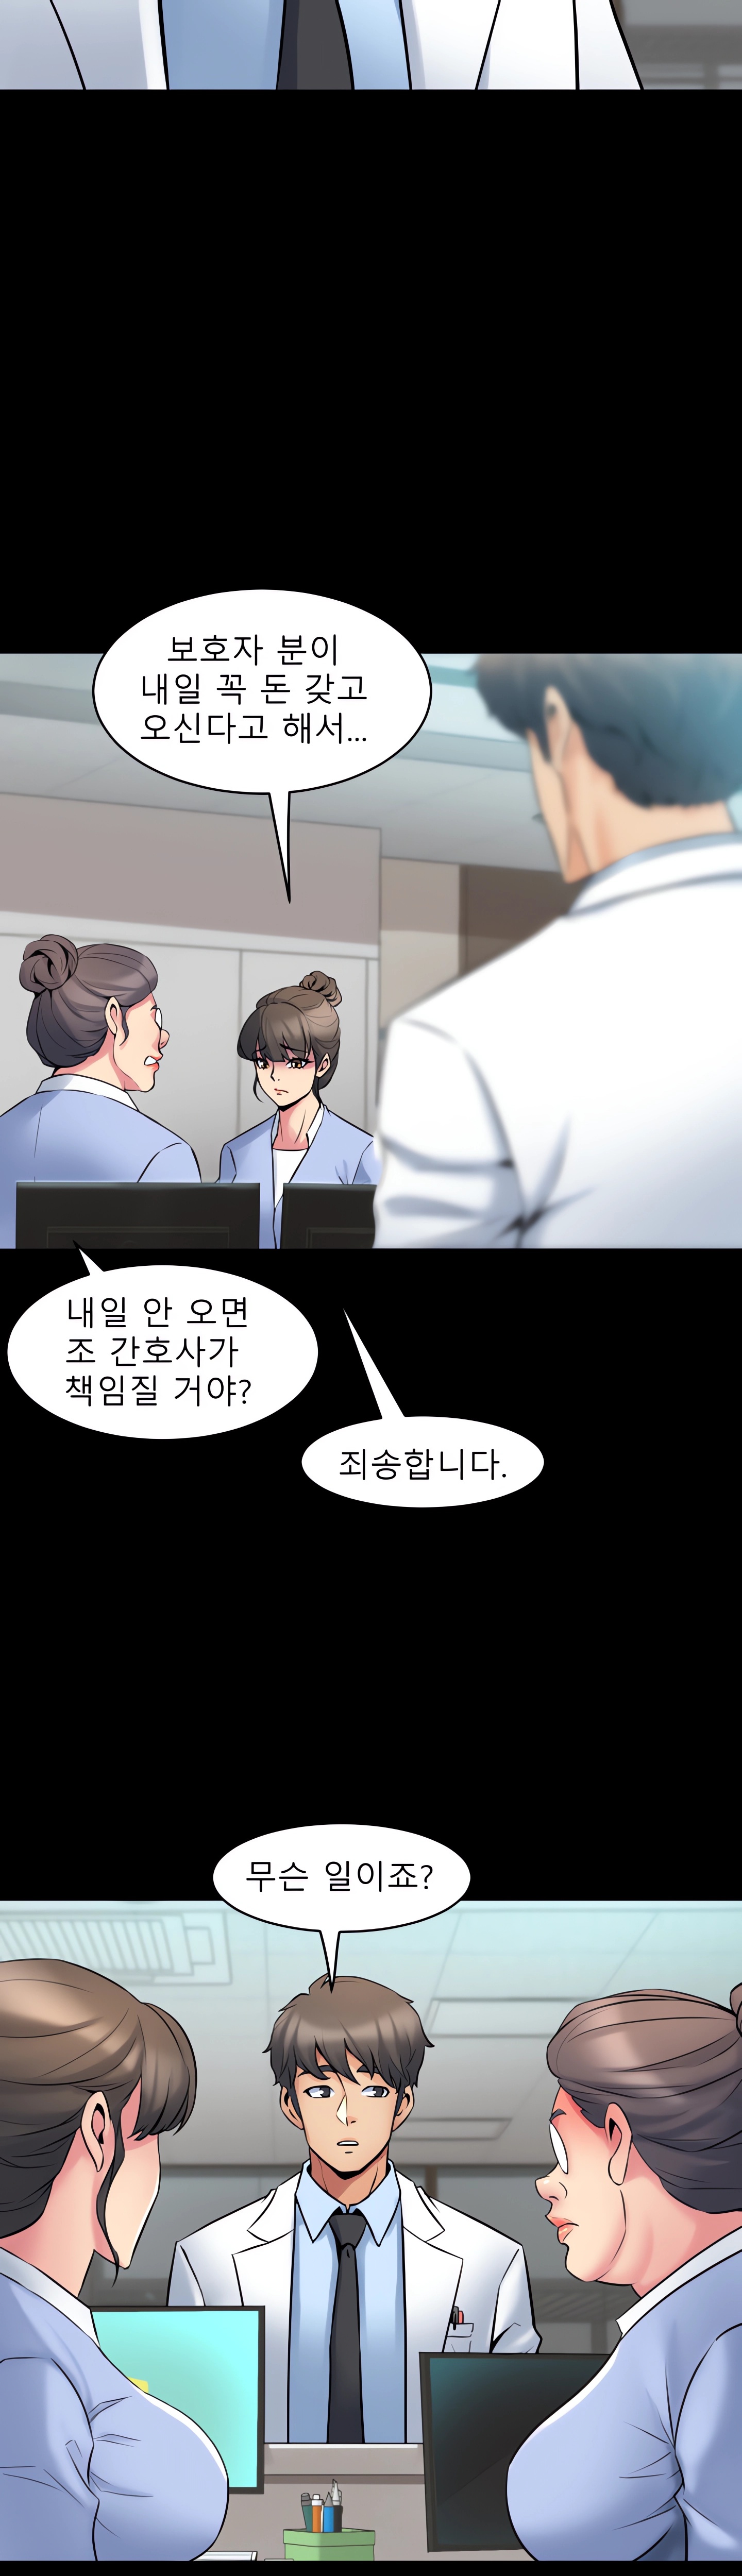 보호자 분이
내일 꼭 돈 갖고
오신다고 해서...
내일 안 오면
조 간호사가
책임질 거야?
죄송합니다.
무슨 일이죠?